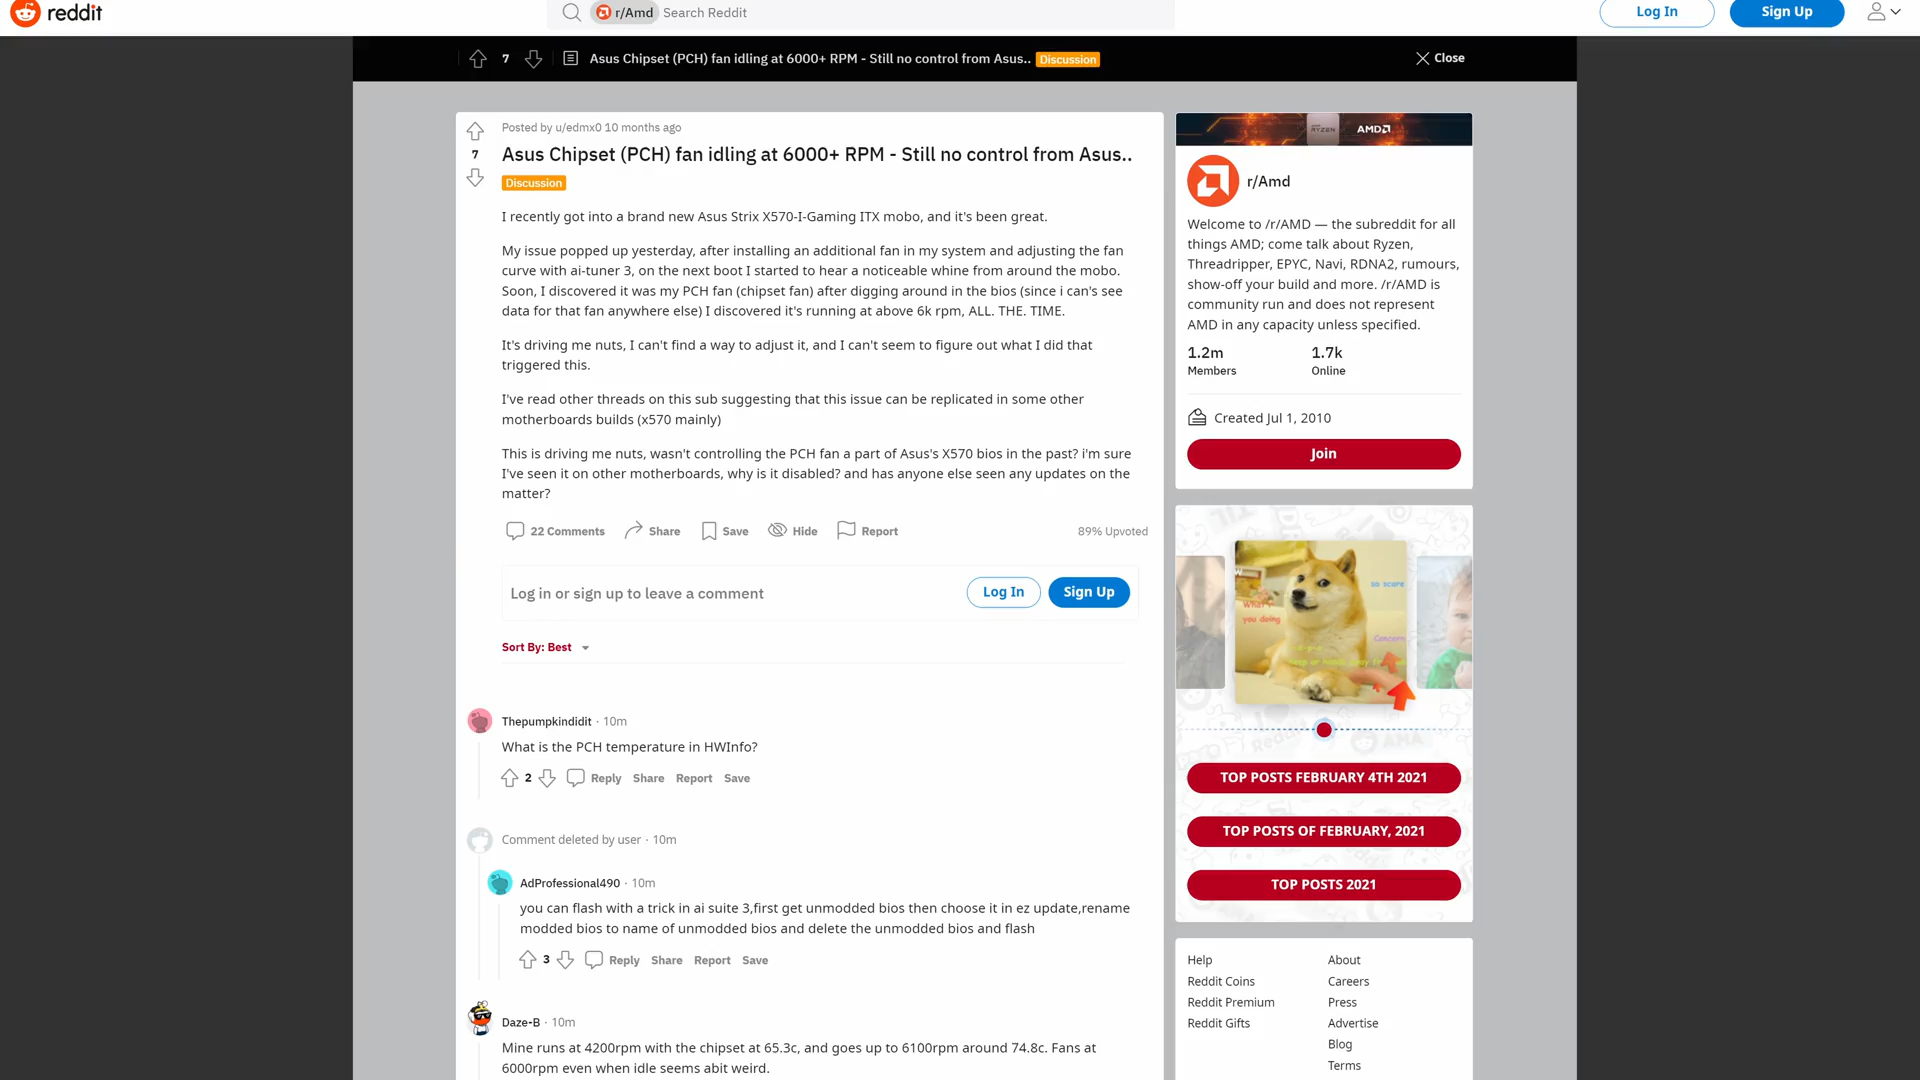 reddit
r/Amd Search Reddit
Log In
Sign Up
7
Asus Chipset (PCH) fan idling at 6000+ RPM - Still no control from Asus..
Discussion
Close
Posted by u/edmx0 10 months ago
7
Asus Chipset (PCH) fan idling at 6000+ RPM - Still no control from Asus..
Discussion
I recently got into a brand new Asus Strix X570-I-Gaming ITX mobo, and it's been great.
My issue popped up yesterday, after installing an additional fan in my system and adjusting the fan
curve with ai-tuner 3, on the next boot I started to hear a noticeable whine from around the mobo.
Soon, I discovered it was my PCH fan (chipset fan) after digging around in the bios (since i can's see
data for that fan anywhere else) I discovered it's running at above 6k rpm, ALL. THE. TIME.
It's driving me nuts, I can't find a way to adjust it, and I can't seem to figure out what I did that
triggered this.
I've read other threads on this sub suggesting that this issue can be replicated in some other
motherboards builds (x570 mainly)
This is driving me nuts, wasn't controlling the PCH fan a part of Asus's X570 bios in the past? i'm sure
I've seen it on other motherboards, why is it disabled? and has anyone else seen any updates on the
matter?
22 Comments
Share
Save
Hide
Report
89% Upvoted
Log in or sign up to leave a comment
Log In
Sign Up
Sort By: Best
Thepumpkindidit · 10m
What is the PCH temperature in HWInfo?
2
Reply
Share
Report
Save
Comment deleted by user · 10m
AdProfessional490 · 10m
you can flash with a trick in ai suite 3,first get unmodded bios then choose it in ez update,rename
modded bios to name of unmodded bios and delete the unmodded bios and flash
3
Reply
Share
Report
Save
Daze-B · 10m
Mine runs at 4200rpm with the chipset at 65.3c, and goes up to 6100rpm around 74.8c. Fans at
6000rpm even when idle seems abit weird.
RYZEN
AMD
r/Amd
Welcome to /r/AMD — the subreddit for all
things AMD; come talk about Ryzen,
Threadripper, EPYC, Navi, RDNA2, rumours,
show-off your build and more. /r/AMD is
community run and does not represent
AMD in any capacity unless specified.
1.2m
Members
1.7k
Online
Created Jul 1, 2010
Join
so scare
what r
you doing
Concern
TOP POSTS FEBRUARY 4TH 2021
TOP POSTS OF FEBRUARY, 2021
TOP POSTS 2021
Help
Reddit Coins
Reddit Premium
Reddit Gifts
About
Careers
Press
Advertise
Blog
Terms